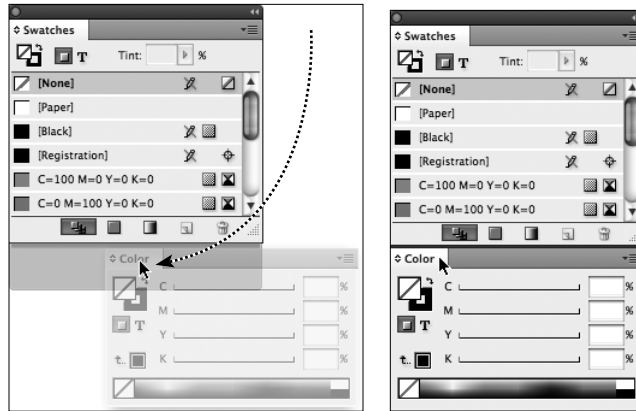 Swatches
T Tint: %
[None]
[Paper]
[Black]
[Registration]
C=100 M=0 Y=0 K=0
C=0 M=100 Y=0 K=0
Color
C %
M %
T
Y %
K %
Swatches
T Tint: %
[None]
[Paper]
[Black]
[Registration]
C=100 M=0 Y=0 K=0
C=0 M=100 Y=0 K=0
Color
C %
M %
T
Y %
K %